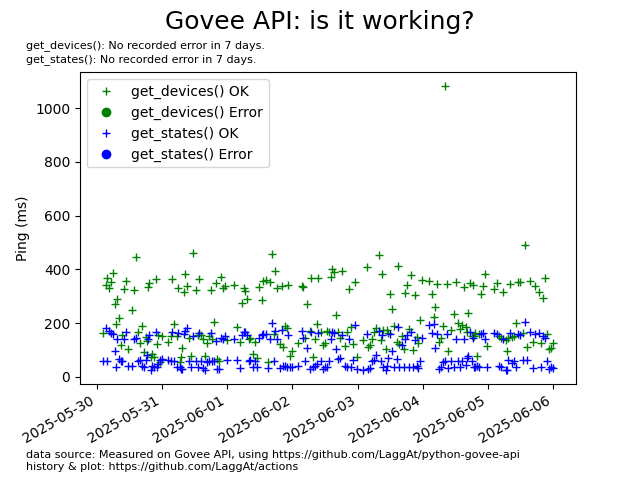 Govee API: is it working?
get_devices(): No recorded error in 7 days.
get_states(): No recorded error in 7 days.
get_devices() OK
get_devices() Error
get_states() OK
get_states() Error
Ping (ms)
1000
800
600
400
200
0
2025-05-30
2025-05-31
2025-06-01
2025-06-02
2025-06-03
2025-06-04
2025-06-05
2025-06-06
data source: Measured on Govee API, using https://github.com/LaggAt/python-govee-api
history & plot: https://github.com/LaggAt/actions